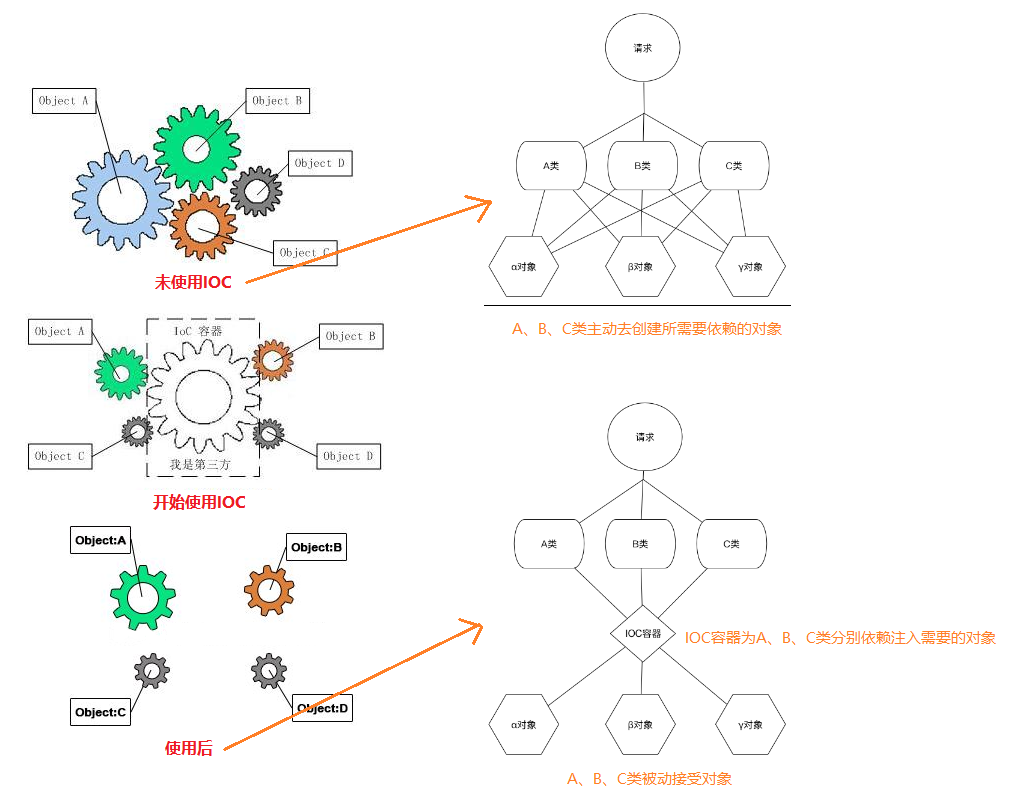 Object A
Object B
Object D
Object C
未使用IOC
请求
A类
B类
C类
α对象
β对象
γ对象
A、B、C类主动去创建所需要依赖的对象
IoC 容器
Object A
Object B
Object C
Object D
我是第三方
开始使用IOC
Object:A
Object:B
Object:C
Object:D
使用后
请求
A类
B类
C类
IOC容器
IOC容器为A、B、C类分别依赖注入需要的对象
α对象
β对象
γ对象
A、B、C类被动接受对象